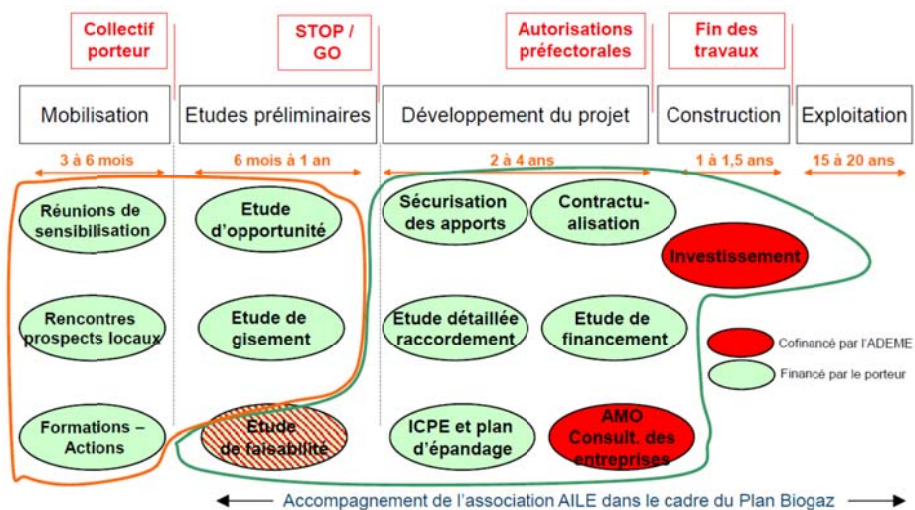 Collectif
porteur
STOP /
GO
Autorisations
préfectorales
Fin des
travaux
Mobilisation
Etudes préliminaires
Développement du projet
Construction
Exploitation
3 à 6 mois
6 mois à 1 an
2 à 4 ans
1 à 1,5 ans
15 à 20 ans
Réunions de
sensibilisation
Etude
d'opportunité
Sécurisation
des apports
Contractu-
alisation
Investissement
Rencontres
prospects locaux
Etude de
gisement
Etude détaillée
raccordement
Etude de
financement
Cofinancé par l'ADEME
Financé par le porteur
Formations –
Actions
Etude
de faisabilité
ICPE et plan
d'épandage
AMO
Consult. des
entreprises
Accompagnement de l'association AILE dans le cadre du Plan Biogaz